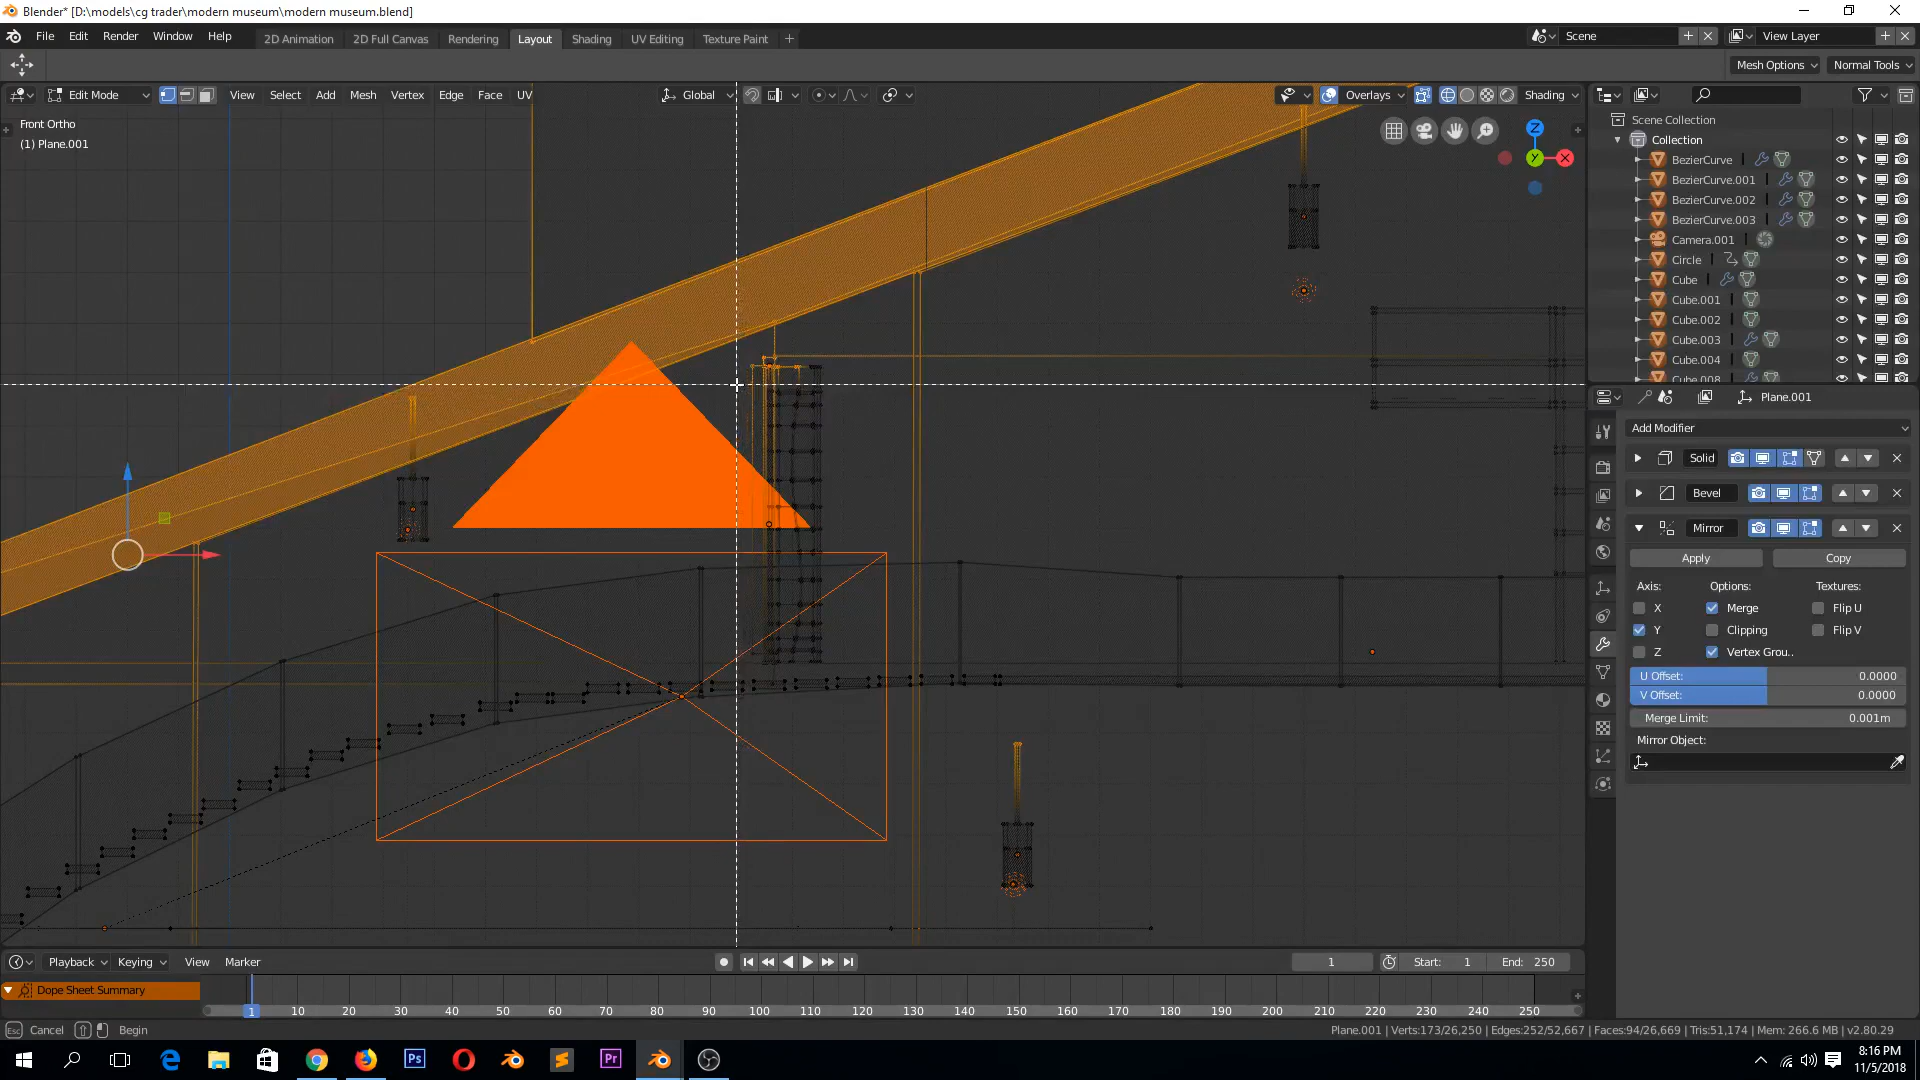 Blender* [D:\models\cg trader\modern museum\modern museum.blend]
File Edit Render Window Help
2D Animation 2D Full Canvas Rendering Layout Shading UV Editing Texture Paint
Scene
View Layer
Mesh Options Normal Tools
Edit Mode View Select Add Mesh Vertex Edge Face UV
Global
Overlays
Shading
Front Ortho
(1) Plane.001
Z
Y
X
Scene Collection
Collection
BezierCurve
BezierCurve.001
BezierCurve.002
BezierCurve.003
Camera.001
Circle
Cube
Cube.001
Cube.002
Cube.003
Cube.004
Cube.008
Plane.001
Add Modifier
Solid
Bevel
Mirror
Apply Copy
Axis: Options: Textures:
X Merge Flip U
Y Clipping Flip V
Z Vertex Grou..
U Offset: 0.0000
V Offset: 0.0000
Merge Limit: 0.001m
Mirror Object:
Playback Keying View Marker
1 Start: 1 End: 250
Dope Sheet Summary
1 10 20 30 40 50 60 70 80 90 100 110 120 130 140 150 160 170 180 190 200 210 220 230 240 250
Esc Cancel Begin
Plane.001 | Verts:173/26,250 | Edges:252/52,667 | Faces:94/26,669 | Tris:51,174 | Mem: 266.6 MB | v2.80.29
Ps
Pr
8:16 PM
11/5/2018